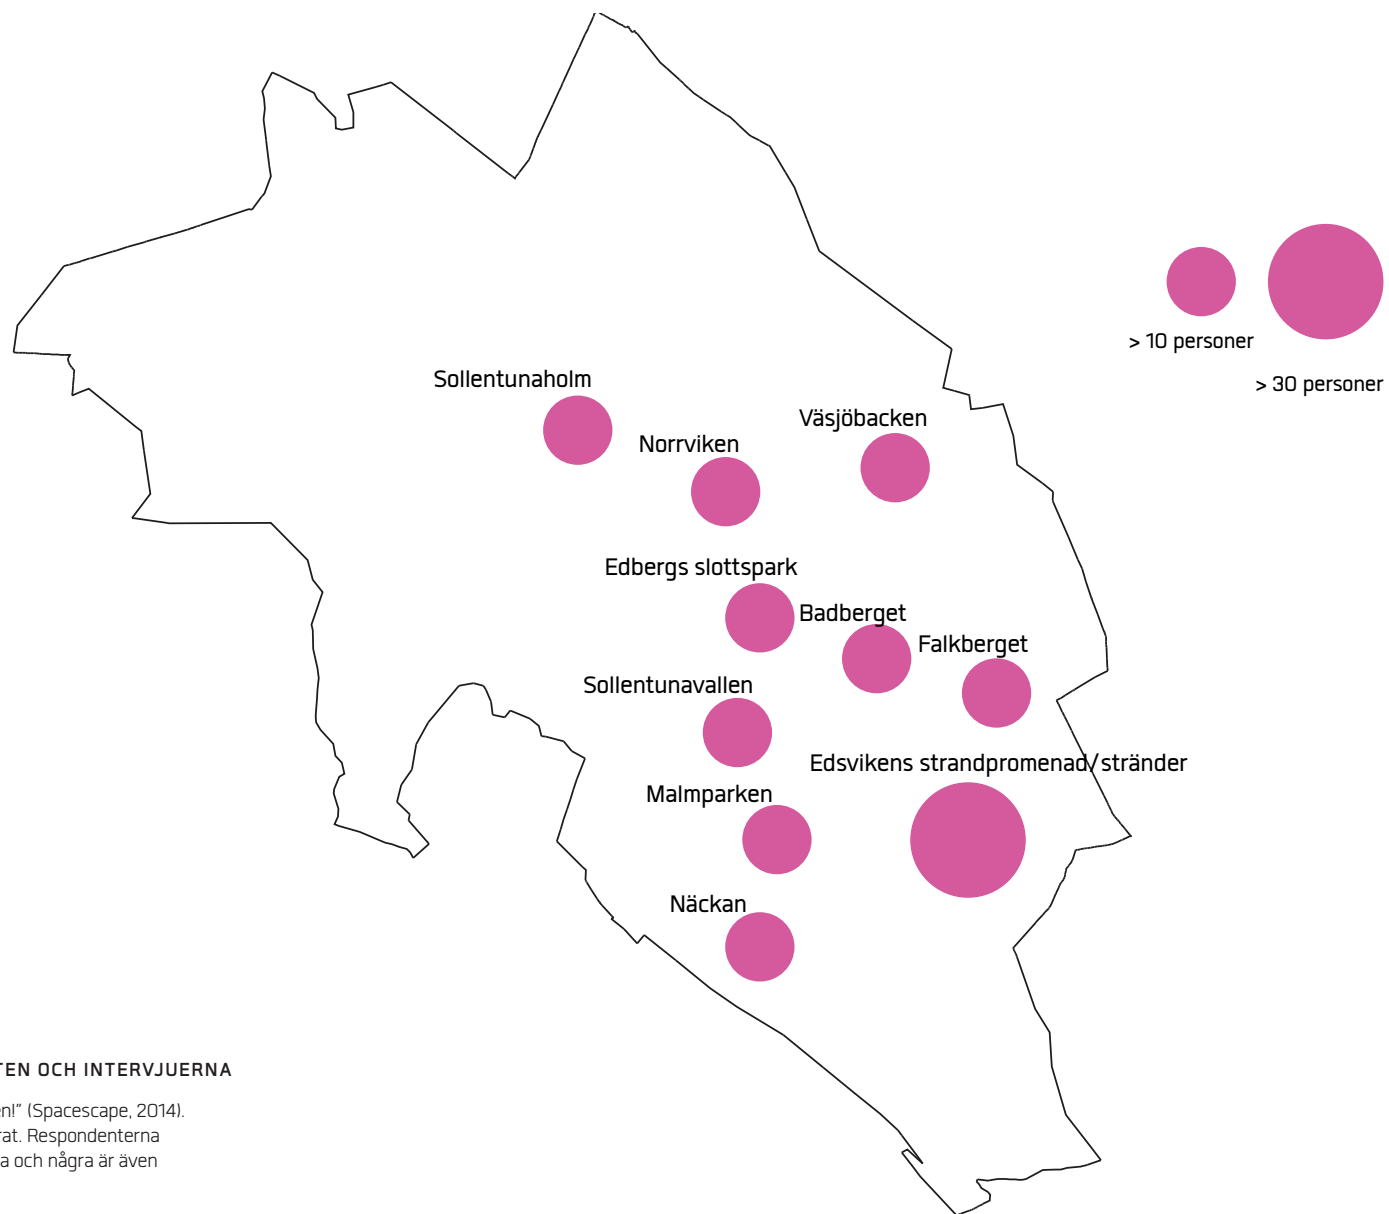 > 10 personer
> 30 personer
Sollentunaholm
Väsjöbacken
Norrviken
Edbergs slottspark
Badberget
Falkberget
Sollentunavallen
Edsvikens strandpromenad/stränder
Malmparken
Näckan
TEN OCH INTERVJUERNA
en!” (Spacescape, 2014).
rat. Respondenterna
a och några är även